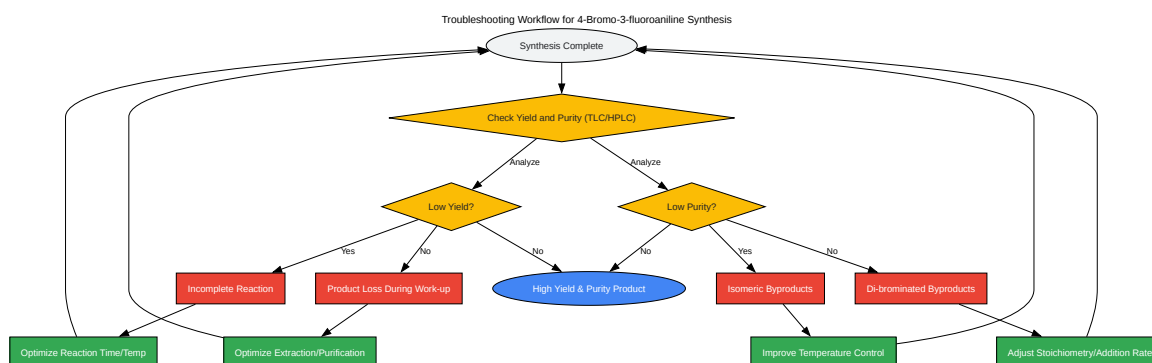 Troubleshooting Workflow for 4-Bromo-3-fluoroaniline Synthesis
Synthesis Complete
Check Yield and Purity (TLC/HPLC)
Analyze
Analyze
Low Yield?
Low Purity?
Yes
No
No
No
Yes
No
Incomplete Reaction
Product Loss During Work-up
High Yield & Purity Product
Isomeric Byproducts
Di-brominated Byproducts
Optimize Reaction Time/Temp
Optimize Extraction/Purification
Improve Temperature Control
Adjust Stoichiometry/Addition Rate